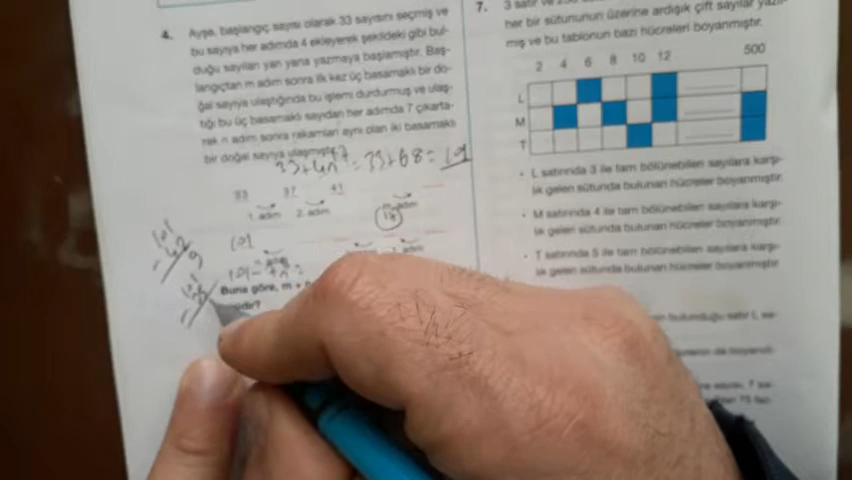 4. Ayşe, başlangıç sayısı olarak 33 sayısını seçmiş ve
bu sayıya her adımda 4 ekleyerek şekildeki gibi bul-
duğu sayıları yan yana yazmaya başlamıştır. Baş-
langıçtan m adım sonra ilk kez üç basamaklı bir do-
ğal sayıya ulaştığında bu işlemi durdurmuş ve ulaş-
tığı bu üç basamaklı sayıdan her adımda 7 çıkarta-
rak n adım sonra rakamları aynı olan iki basamaklı
bir doğal sayıya ulaşmıştır.
33 37 41
1. adım 2. adım m. adım
101
Buna göre, m +
7. 3 satır ve
her bir sütununun üzerine ardışık çift sayılar
mış ve bu tablonun bazı hücreleri boyanmıştır.
2 4 6 8 10 12 500
L
M
T
• L satırında 3 ile tam bölünebilen sayılara karşı-
lık gelen sütunda bulunan hücreler boyanmıştır.
• M satırında 4 ile tam bölünebilen sayılara karşı-
lık gelen sütunda bulunan hücreler boyanmıştır.
• T satırında 5 ile tam bölünebilen sayılara karşı-
lık gelen sütunda bulunan hücreler boyanmıştır.